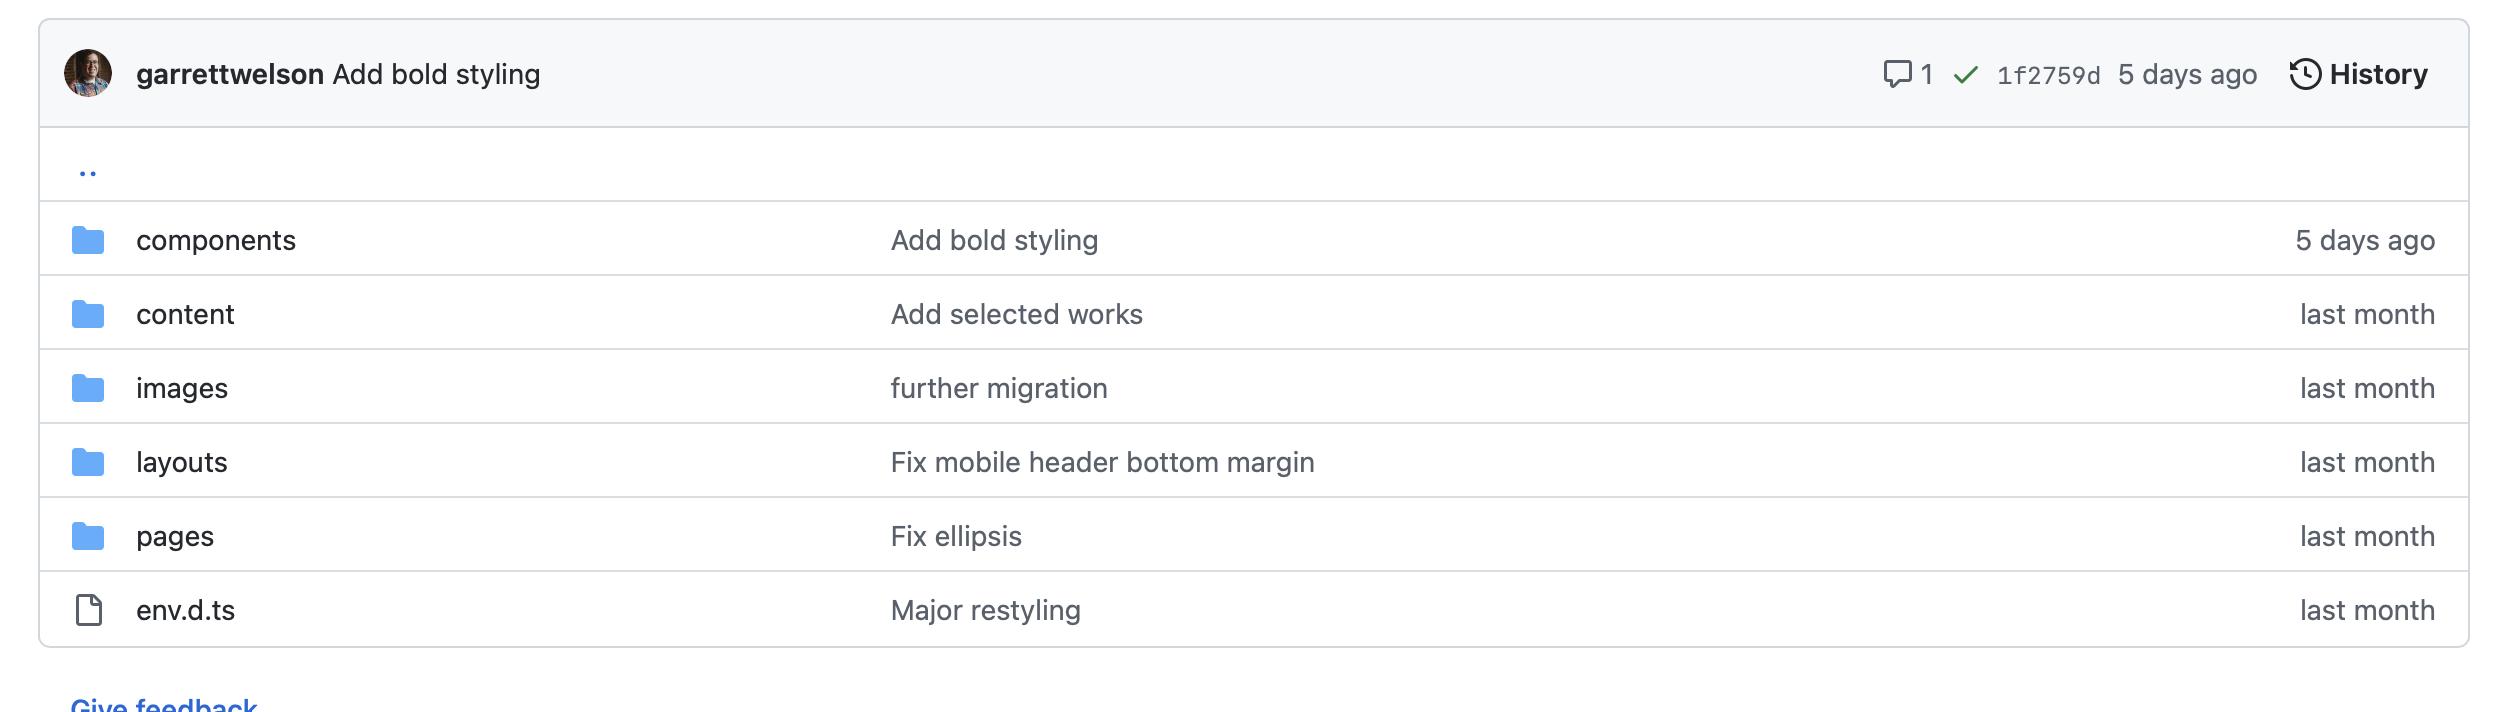 garrettwelson Add bold styling 1 1f2759d 5 days ago History
..
components Add bold styling 5 days ago
content Add selected works last month
images further migration last month
layouts Fix mobile header bottom margin last month
pages Fix ellipsis last month
env.d.ts Major restyling last month
Give feedback